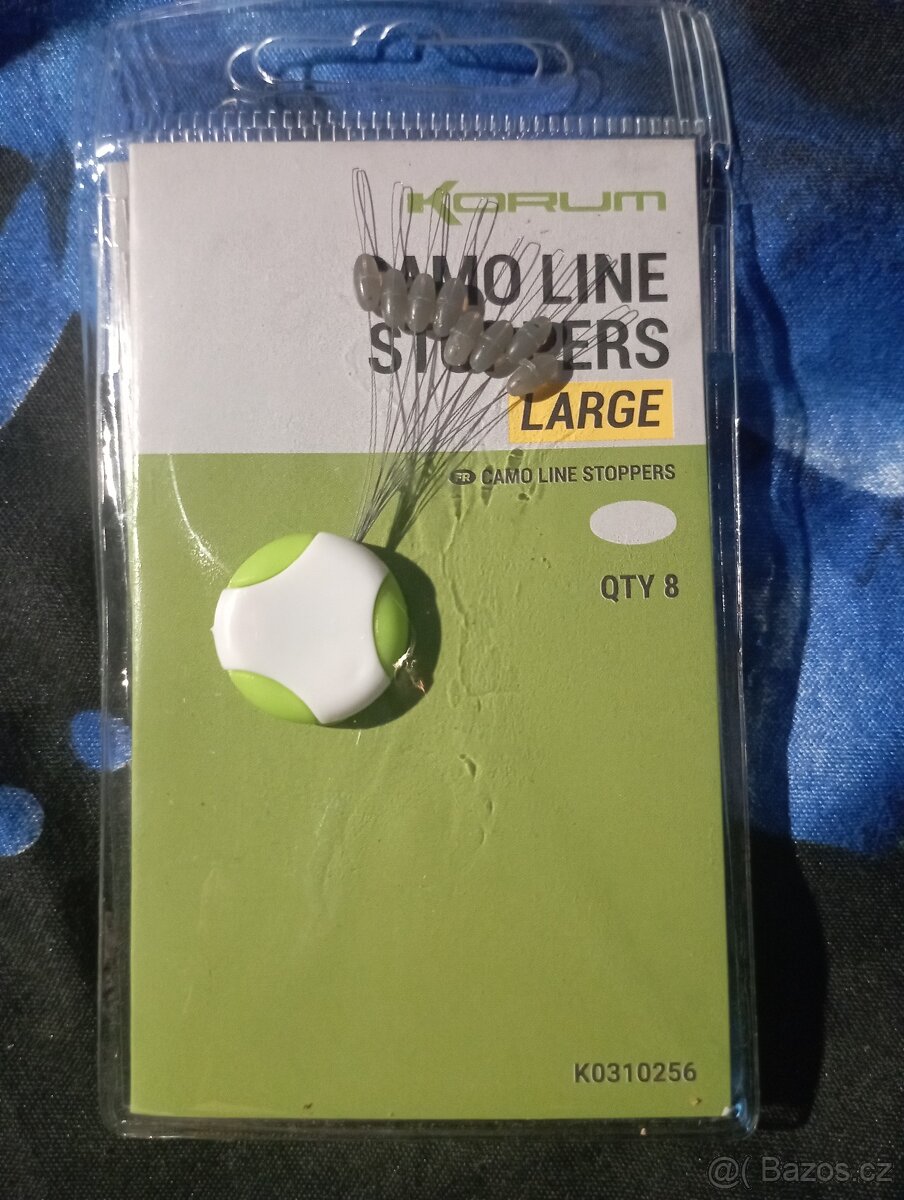 KORUM
CAMO LINE
STOPPERS
LARGE
FR CAMO LINE STOPPERS
QTY 8
K0310256
@( Bazos.cz